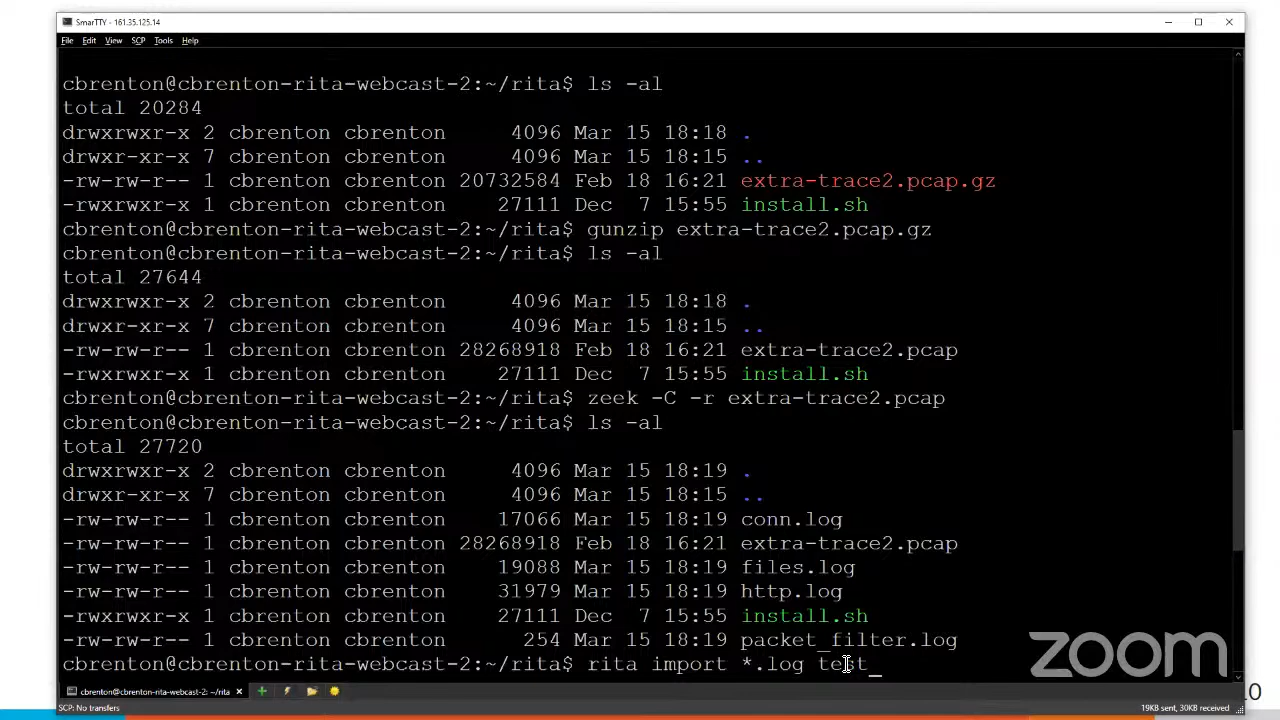 SmarTTY - 161.35.125.14
File Edit View SCP Tools Help
cbrenton@cbrenton-rita-webcast-2:~/rita$ ls -al
total 20284
drwxrwxr-x 2 cbrenton cbrenton 4096 Mar 15 18:18 .
drwxr-xr-x 7 cbrenton cbrenton 4096 Mar 15 18:15 ..
-rw-rw-r-- 1 cbrenton cbrenton 20732584 Feb 18 16:21 extra-trace2.pcap.gz
-rwxrwxr-x 1 cbrenton cbrenton 27111 Dec 7 15:55 install.sh
cbrenton@cbrenton-rita-webcast-2:~/rita$ gunzip extra-trace2.pcap.gz
cbrenton@cbrenton-rita-webcast-2:~/rita$ ls -al
total 27644
drwxrwxr-x 2 cbrenton cbrenton 4096 Mar 15 18:18 .
drwxr-xr-x 7 cbrenton cbrenton 4096 Mar 15 18:15 ..
-rw-rw-r-- 1 cbrenton cbrenton 28268918 Feb 18 16:21 extra-trace2.pcap
-rwxrwxr-x 1 cbrenton cbrenton 27111 Dec 7 15:55 install.sh
cbrenton@cbrenton-rita-webcast-2:~/rita$ zeek -C -r extra-trace2.pcap
cbrenton@cbrenton-rita-webcast-2:~/rita$ ls -al
total 27720
drwxrwxr-x 2 cbrenton cbrenton 4096 Mar 15 18:19 .
drwxr-xr-x 7 cbrenton cbrenton 4096 Mar 15 18:15 ..
-rw-rw-r-- 1 cbrenton cbrenton 17066 Mar 15 18:19 conn.log
-rw-rw-r-- 1 cbrenton cbrenton 28268918 Feb 18 16:21 extra-trace2.pcap
-rw-rw-r-- 1 cbrenton cbrenton 19088 Mar 15 18:19 files.log
-rw-rw-r-- 1 cbrenton cbrenton 31979 Mar 15 18:19 http.log
-rwxrwxr-x 1 cbrenton cbrenton 27111 Dec 7 15:55 install.sh
-rw-rw-r-- 1 cbrenton cbrenton 254 Mar 15 18:19 packet_filter.log
cbrenton@cbrenton-rita-webcast-2:~/rita$ rita import *.log test_
zoom
cbrenton@cbrenton-rita-webcast-2: ~/rita
SCP: No transfers
19KB sent, 30KB received